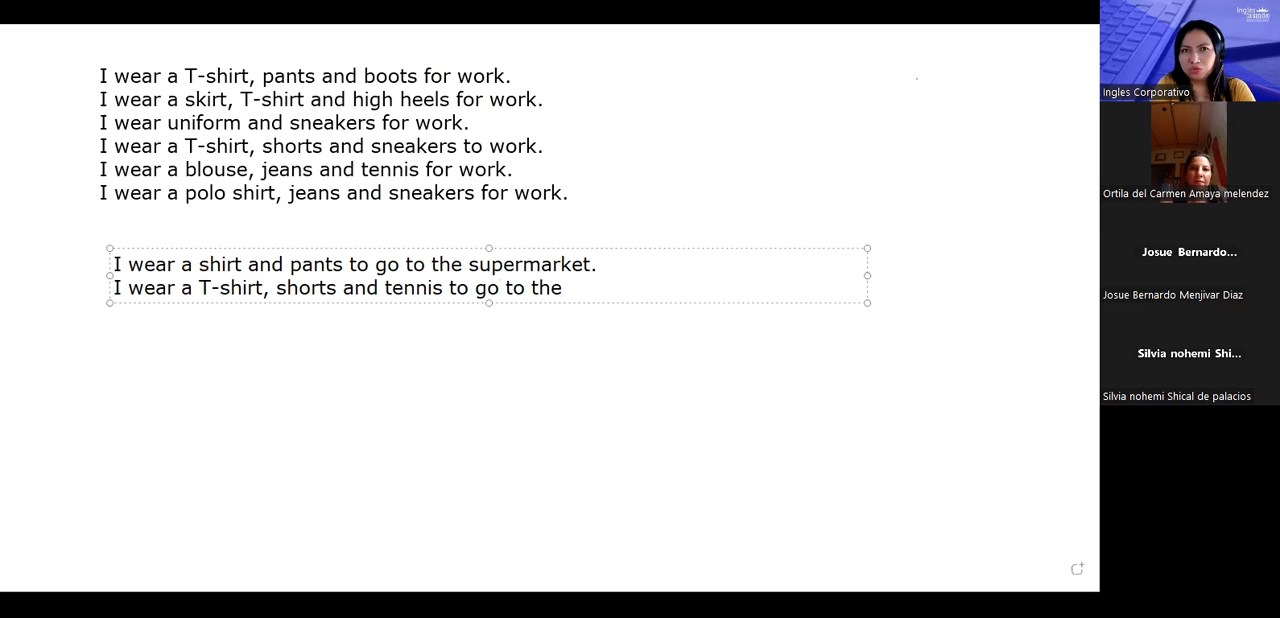 I wear a T-shirt, pants and boots for work.
I wear a skirt, T-shirt and high heels for work.
I wear uniform and sneakers for work.
I wear a T-shirt, shorts and sneakers to work.
I wear a blouse, jeans and tennis for work.
I wear a polo shirt, jeans and sneakers for work.
I wear a shirt and pants to go to the supermarket.
I wear a T-shirt, shorts and tennis to go to the
Ingles Corporativo
Ortila del Carmen Amaya melendez
Josue Bernardo...
Josue Bernardo Menjivar Diaz
Silvia nohemi Shi...
Silvia nohemi Shical de palacios